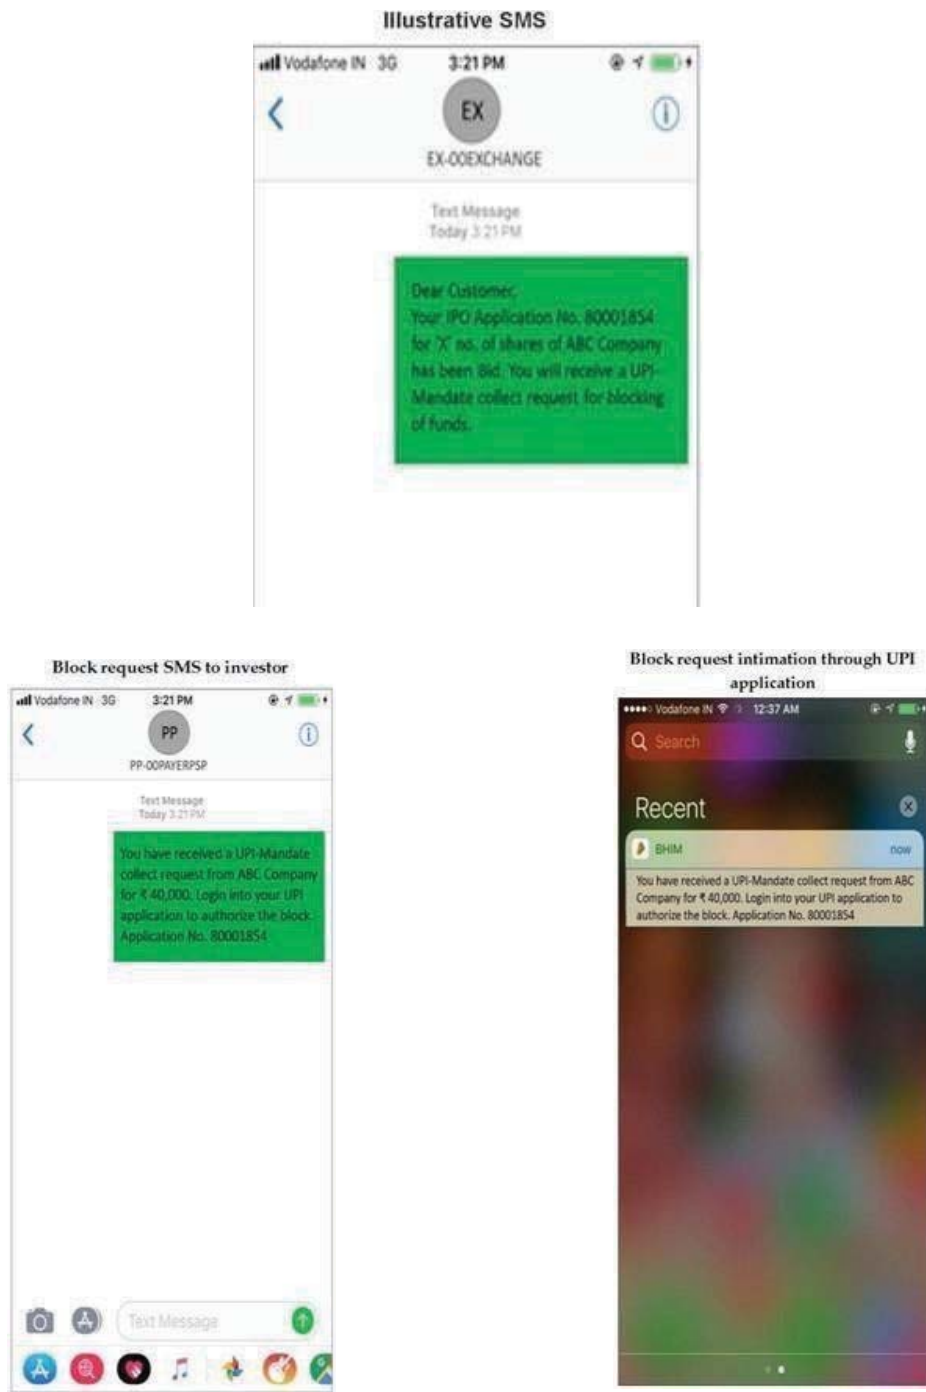 Illustrative SMS
Vodafone IN 3G 3:21 PM
EX
EX-00EXCHANGE
Text Message
Today 3:21 PM
Dear Customer,
Your IPO Application No. 80001854
for 'X' no. of shares of ABC Company
has been Bid. You will receive a UPI-
Mandate collect request for blocking
of funds.
Block request SMS to investor
Vodafone IN 3G 3:21 PM
PP
PP-00PAYERPSP
Text Message
Today 3:21 PM
You have received a UPI-Mandate
collect request from ABC Company
for ₹ 40,000. Login into your UPI
application to authorize the block.
Application No. 80001854
Text Message
Block request intimation through UPI
application
Vodafone IN 12:37 AM
Search
Recent
BHIM now
You have received a UPI-Mandate collect request from ABC
Company for ₹ 40,000. Login into your UPI application to
authorize the block. Application No. 80001854